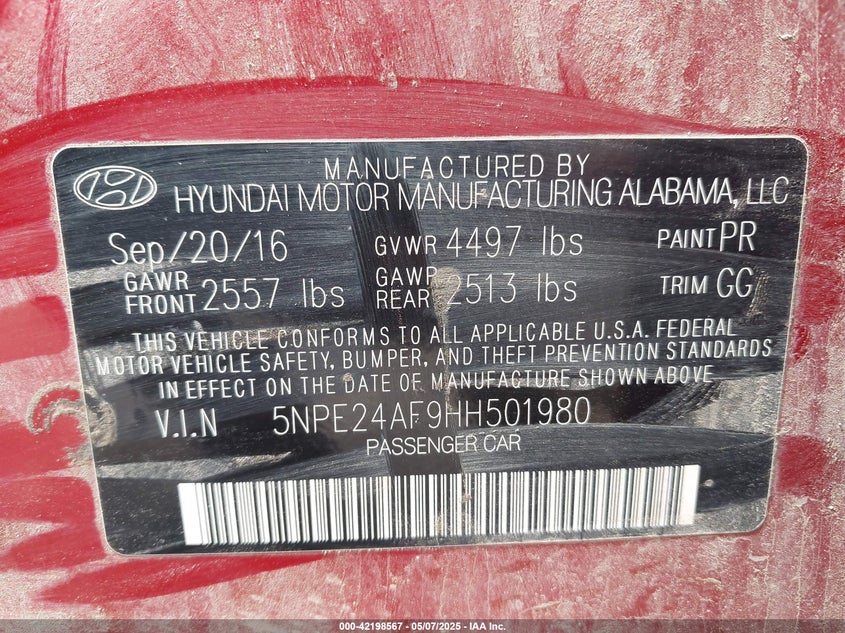 MANUFACTURED BY
HYUNDAI MOTOR MANUFACTURING ALABAMA, LLC
Sep/20/16 GVWR 4497 lbs PAINT PR
GAWR FRONT 2557 lbs GAWR REAR 2513 lbs TRIM GG
THIS VEHICLE CONFORMS TO ALL APPLICABLE U.S.A. FEDERAL
MOTOR VEHICLE SAFETY, BUMPER, AND THEFT PREVENTION STANDARDS
IN EFFECT ON THE DATE OF MANUFACTURE SHOWN ABOVE
V.I.N 5NPE24AF9HH501980
PASSENGER CAR
000-42198567 — 05/07/2025 — IAA Inc.